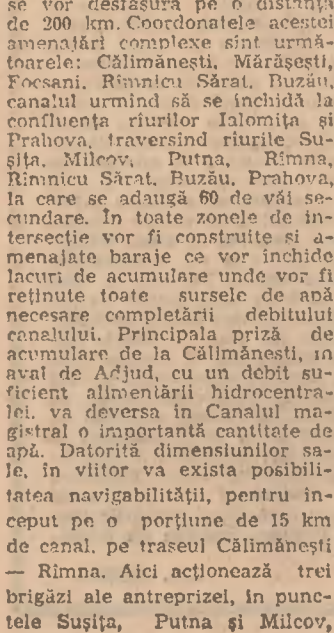 se vor desfășura pe o distanță
de 200 km. Coordonatele acestei
amenajări complexe sînt urmă-
toarele: Călimănești, Mărășești,
Focșani, Rîmnicu Sărat, Buzău,
canalul urmînd să se închidă la
confluența rîurilor Ialomița și
Prahova, traversînd rîurile Su-
șița, Milcov, Putna, Rîmna,
Rîmnicu Sărat, Buzău, Prahova,
la care se adaugă 60 de văi se-
cundare. În toate zonele de in-
tersecție vor fi construite și a-
menajate baraje ce vor închide
lacuri de acumulare unde vor fi
reținute toate sursele de apă
necesare completării debitului
canalului. Principala priză de
acumulare de la Călimănești, în
aval de Adjud, cu un debit su-
ficient alimentării hidrocentra-
lei, va deversa în Canalul ma-
gistral o importantă cantitate de
apă. Datorită dimensiunilor sa-
le, în viitor va exista posibili-
tatea navigabilității, pentru în-
ceput pe o porțiune de 15 km
de canal, pe traseul Călimănești
— Rîmna. Aici acționează trei
brigăzi ale antreprizei, în punc-
tele Sușița, Putna și Milcov,